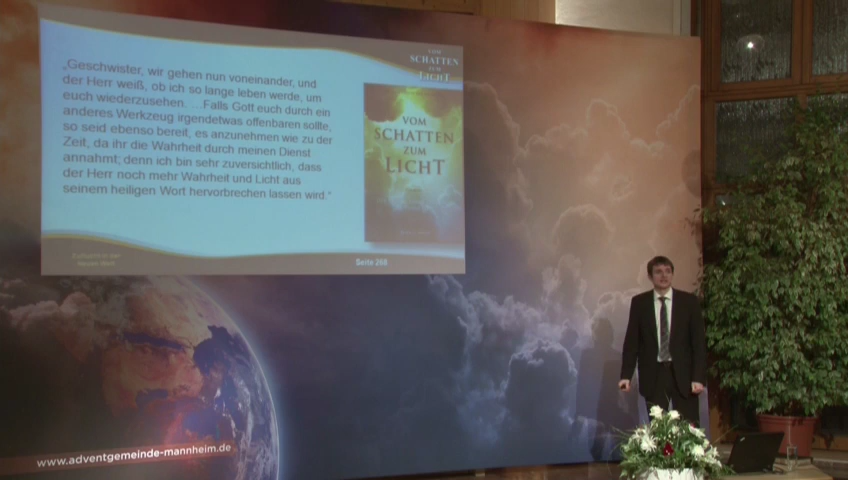 „Geschwister, wir gehen nun voneinander, und
der Herr weiß, ob ich so lange leben werde, um
euch wiederzusehen. …Falls Gott euch durch ein
anderes Werkzeug irgendetwas offenbaren sollte,
so seid ebenso bereit, es anzunehmen wie zu der
Zeit, da ihr die Wahrheit durch meinen Dienst
annahmt; denn ich bin sehr zuversichtlich, dass
der Herr noch mehr Wahrheit und Licht aus
seinem heiligen Wort hervorbrechen lassen wird.“
VOM
SCHATTEN
ZUM
LICHT
VOM
SCHATTEN
ZUM
LICHT
Neuen Welt
Seite 269
www.adventgemeinde-mannheim.de